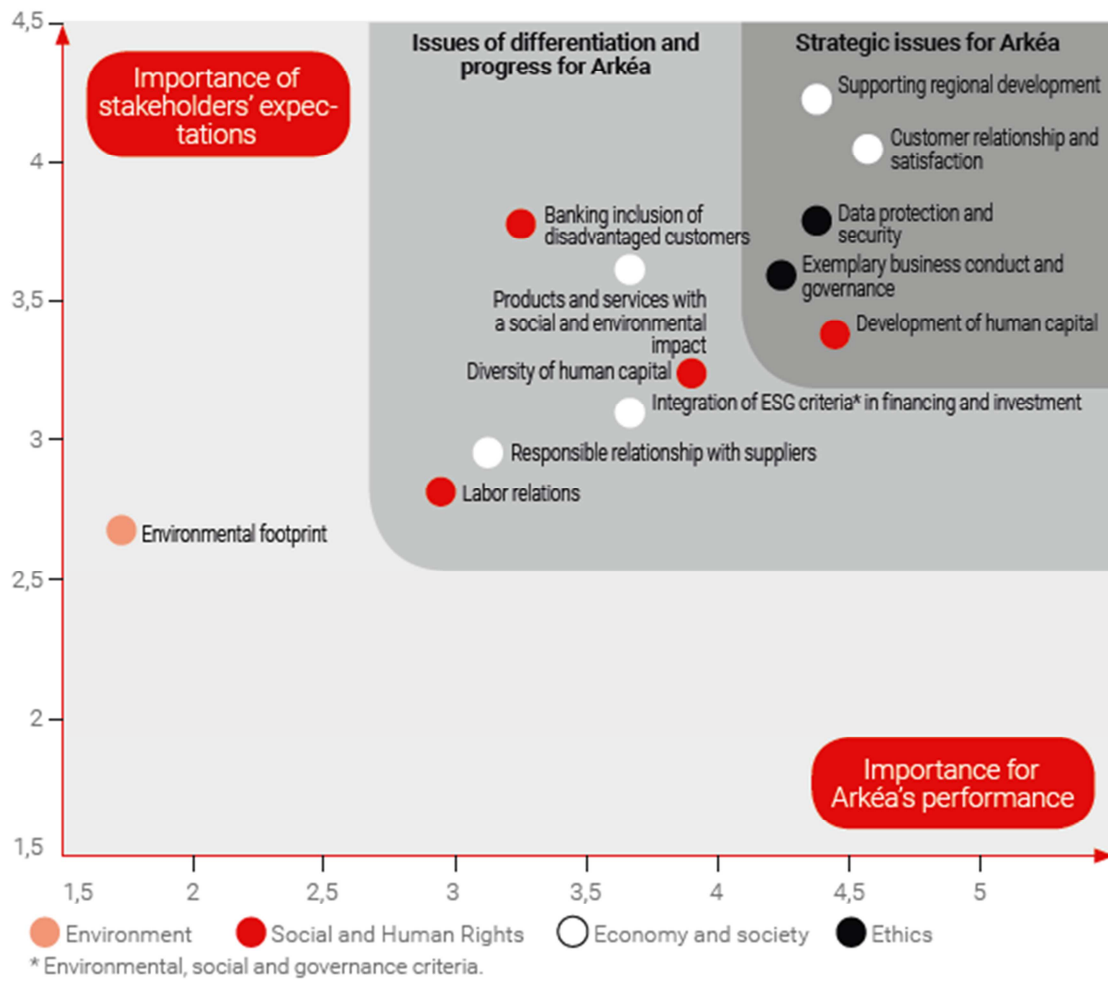 4,5
Importance of
stakeholders’ expec-
tations
Issues of differentiation and
progress for Arkéa
Strategic issues for Arkéa
Supporting regional development
Customer relationship and
satisfaction
4
Banking inclusion of
disadvantaged customers
Data protection and
security
Exemplary business conduct and
governance
3,5
Products and services with
a social and environmental
impact
Development of human capital
Diversity of human capital
Integration of ESG criteria* in financing and investment
3
Responsible relationship with suppliers
Labor relations
Environmental footprint
2,5
2
Importance for
Arkéa’s performance
1,5
1,5 2 2,5 3 3,5 4 4,5 5
Environment Social and Human Rights Economy and society Ethics
* Environmental, social and governance criteria.